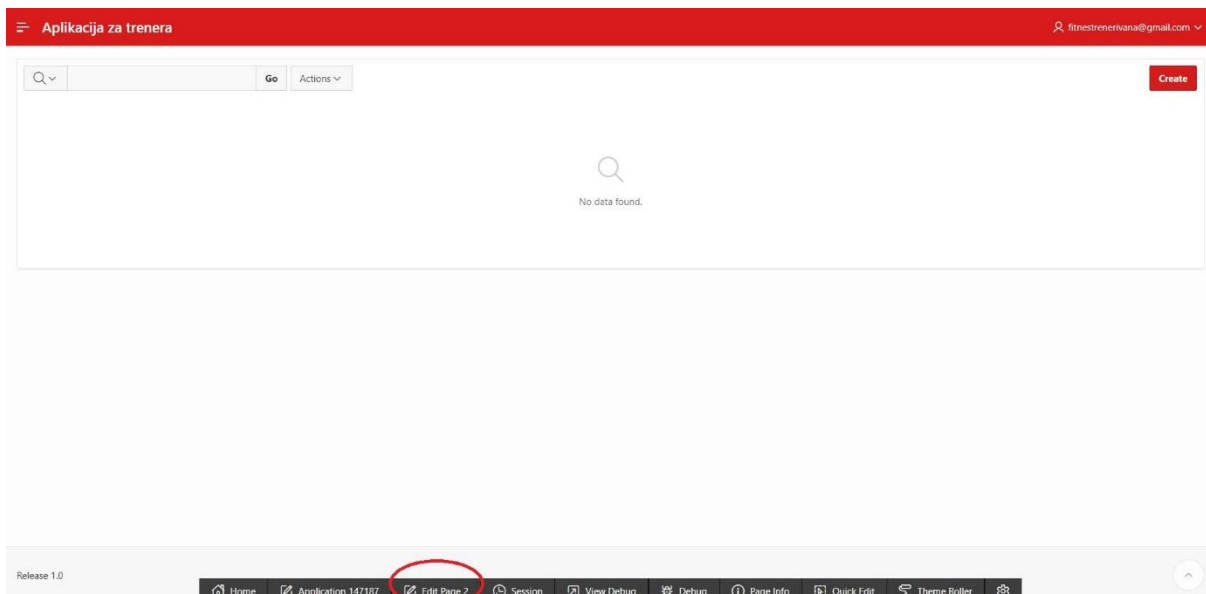 Aplikacija za trenera fitnestrenerivana@gmail.com
Go Actions Create
No data found.
Release 1.0
Home Application 147187 Edit Page 2 Session View Debug Debug Page Info Quick Edit Theme Roller